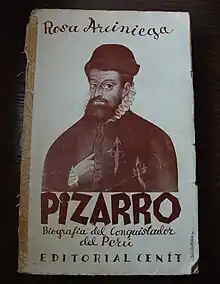 Rosa Arciniega
PIZARRO
Biografía del Conquistador
del Perú
EDITORIAL CENIT